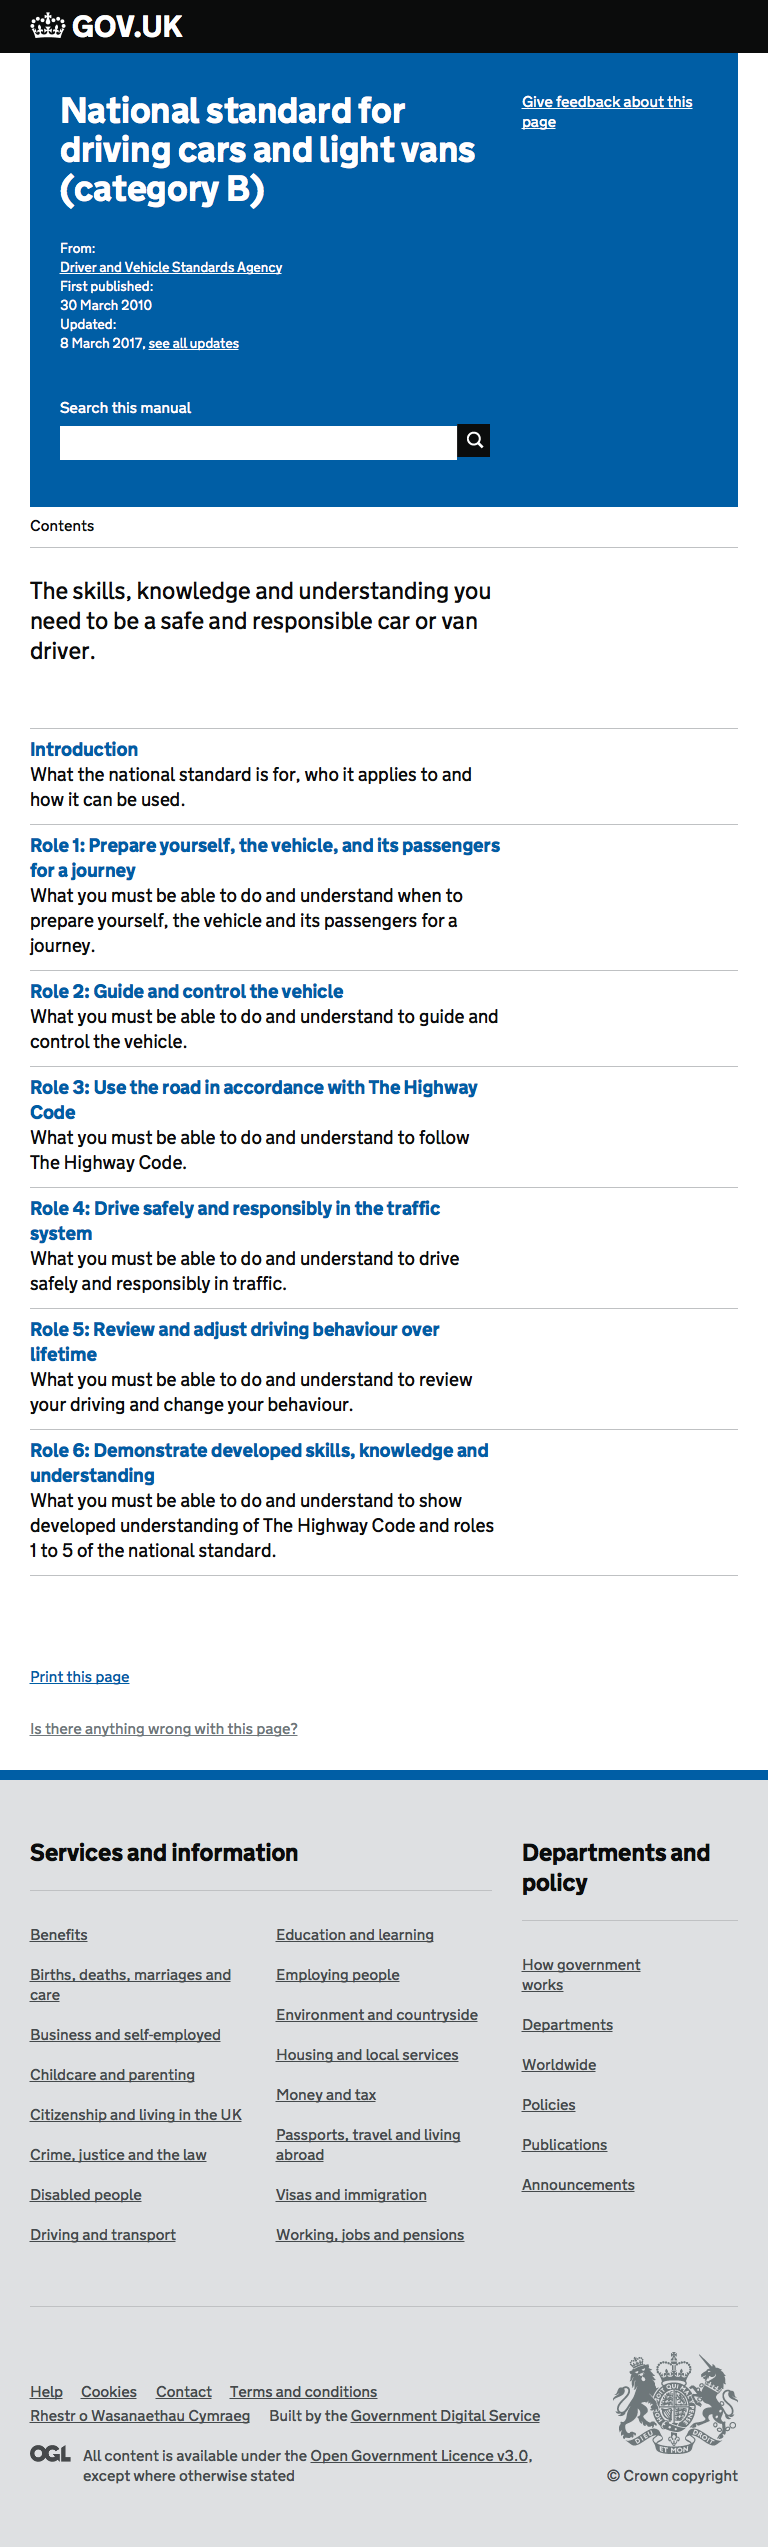 GOV.UK
National standard for
driving cars and light vans
(category B)
Give feedback about this
page
From:
Driver and Vehicle Standards Agency
First published:
30 March 2010
Updated:
8 March 2017, see all updates
Search this manual
Contents
The skills, knowledge and understanding you
need to be a safe and responsible car or van
driver.
Introduction
What the national standard is for, who it applies to and
how it can be used.
Role 1: Prepare yourself, the vehicle, and its passengers
for a journey
What you must be able to do and understand when to
prepare yourself, the vehicle and its passengers for a
journey.
Role 2: Guide and control the vehicle
What you must be able to do and understand to guide and
control the vehicle.
Role 3: Use the road in accordance with The Highway
Code
What you must be able to do and understand to follow
The Highway Code.
Role 4: Drive safely and responsibly in the traffic
system
What you must be able to do and understand to drive
safely and responsibly in traffic.
Role 5: Review and adjust driving behaviour over
lifetime
What you must be able to do and understand to review
your driving and change your behaviour.
Role 6: Demonstrate developed skills, knowledge and
understanding
What you must be able to do and understand to show
developed understanding of The Highway Code and roles
1 to 5 of the national standard.
Print this page
Is there anything wrong with this page?
Services and information
Benefits
Births, deaths, marriages and
care
Business and self-employed
Childcare and parenting
Citizenship and living in the UK
Crime, justice and the law
Disabled people
Driving and transport
Education and learning
Employing people
Environment and countryside
Housing and local services
Money and tax
Passports, travel and living
abroad
Visas and immigration
Working, jobs and pensions
Departments and
policy
How government
works
Departments
Worldwide
Policies
Publications
Announcements
Help Cookies Contact Terms and conditions
Rhestr o Wasanaethau Cymraeg Built by the Government Digital Service
OGL
All content is available under the Open Government Licence v3.0,
except where otherwise stated
DIEU ET MON DROIT
© Crown copyright